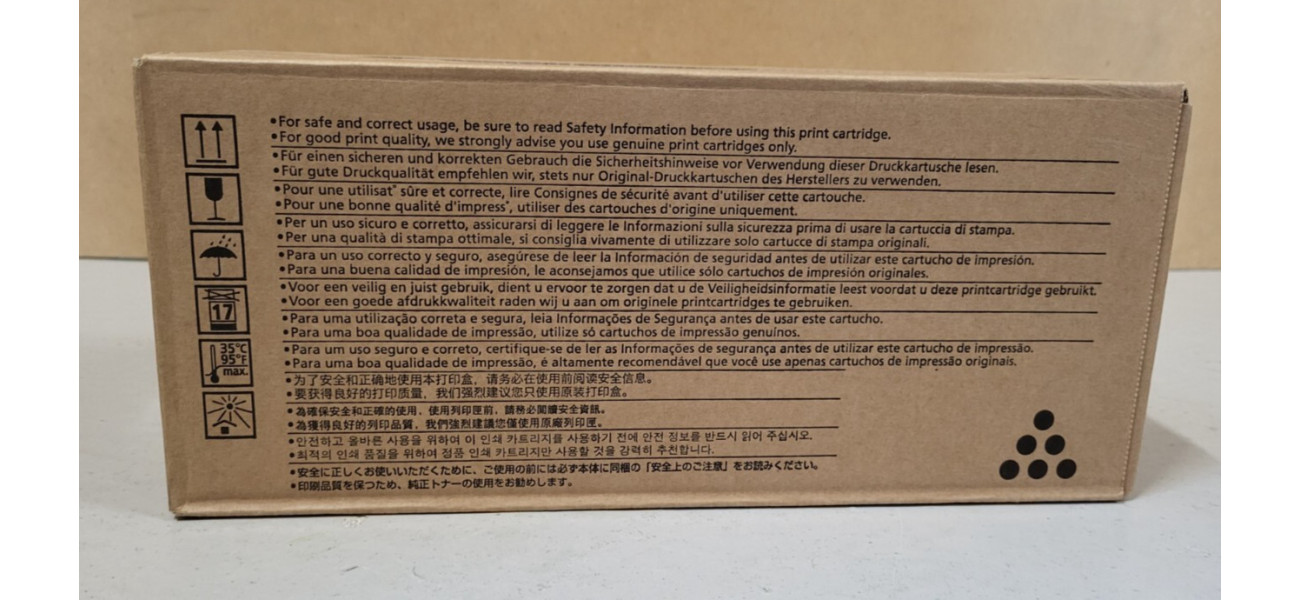 •For safe and correct usage, be sure to read Safety Information before using this print cartridge.
•For good print quality, we strongly advise you use genuine print cartridges only.
•Für einen sicheren und korrekten Gebrauch die Sicherheitshinweise vor Verwendung dieser Druckkartusche lesen.
•Für gute Druckqualität empfehlen wir, stets nur Original-Druckkartuschen des Herstellers zu verwenden.
•Pour une utilisat° sûre et correcte, lire Consignes de sécurité avant d'utiliser cette cartouche.
•Pour une bonne qualité d'impress°, utiliser des cartouches d'origine uniquement.
•Per un uso sicuro e corretto, assicurarsi di leggere le Informazioni sulla sicurezza prima di usare la cartuccia di stampa.
•Per una qualità di stampa ottimale, si consiglia vivamente di utilizzare solo cartucce di stampa originali.
•Para un uso correcto y seguro, asegúrese de leer la Información de seguridad antes de utilizar este cartucho de impresión.
•Para una buena calidad de impresión, le aconsejamos que utilice sólo cartuchos de impresión originales.
•Voor een veilig en juist gebruik, dient u ervoor te zorgen dat u de Veiligheidsinformatie leest voordat u deze printcartridge gebruikt.
•Voor een goede afdrukkwaliteit raden wij u aan om originele printcartridges te gebruiken.
•Para uma utilização correta e segura, leia Informações de Segurança antes de usar este cartucho.
•Para uma boa qualidade de impressão, utilize só cartuchos de impressão genuínos.
•Para um uso seguro e correto, certifique-se de ler as Informações de segurança antes de utilizar este cartucho de impressão.
•Para uma boa qualidade de impressão, é altamente recomendável que você use apenas cartuchos de impressão originais.
•为了安全和正确地使用本打印盒，请务必在使用前阅读安全信息。
•要获得良好的打印质量，我们强烈建议您只使用原装打印盒。
•為確保安全和正確的使用，使用列印匣前，請務必閱讀安全資訊。
•為獲得良好的列印品質，我們強烈建議您僅使用原廠列印匣。
•안전하고 올바른 사용을 위하여 이 인쇄 카트리지를 사용하기 전에 안전 정보를 반드시 읽어 주십시오.
•최적의 인쇄 품질을 위하여 정품 인쇄 카트리지만 사용할 것을 강력히 추천합니다.
•安全に正しくお使いいただくために、ご使用の前には必ず本体に同梱の「安全上のご注意」をお読みください。
•印刷品質を保つため、純正トナーの使用をお勧めします。
17
35°C
95°F
max.